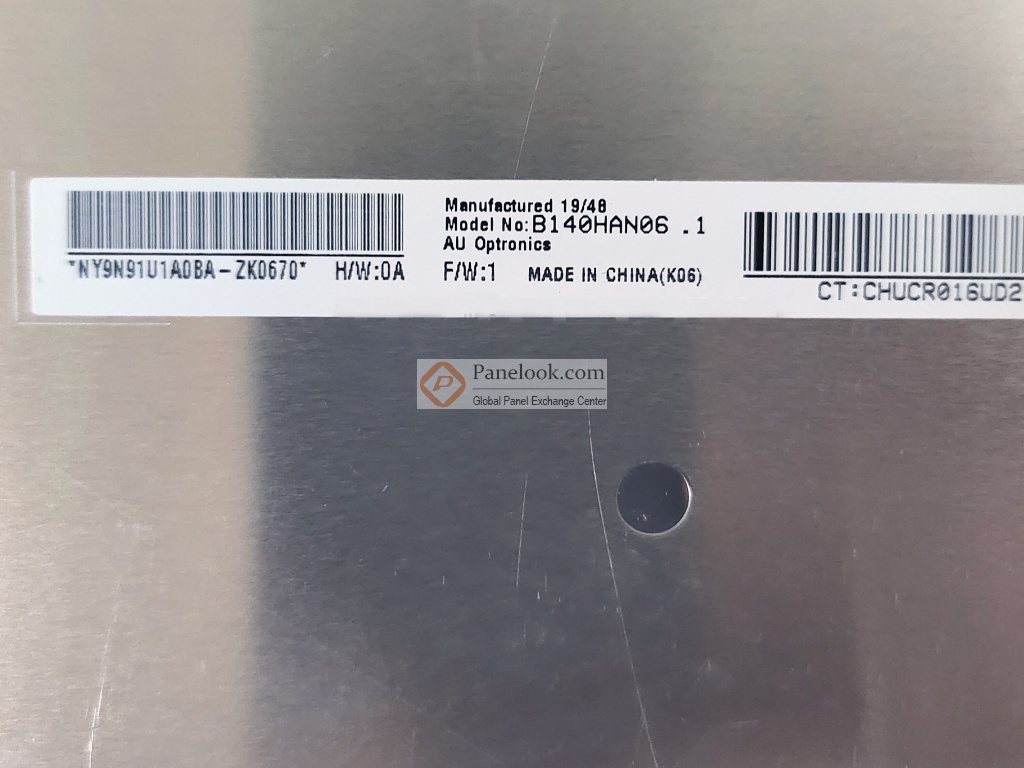 *NY9N91U1A0BA-ZK0670* H/W:0A
Manufactured 19/48
Model No:B140HAN06 .1
AU Optronics
F/W:1 MADE IN CHINA(K06)
CT:CHUCR016UD2
Panelook.com
Global Panel Exchange Center